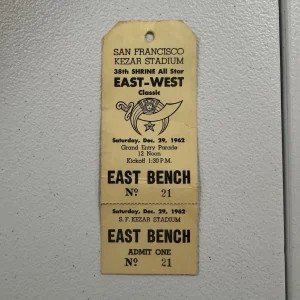 SAN FRANCISCO
KEZAR STADIUM
38th SHRINE All Star
EAST-WEST
Classic
Saturday, Dec. 29, 1962
Grand Entry Parade
12 Noon
Kickoff 1:30 P.M.
EAST BENCH
Nº 21
Saturday, Dec. 29, 1962
S. F. KEZAR STADIUM
EAST BENCH
ADMIT ONE
Nº 21